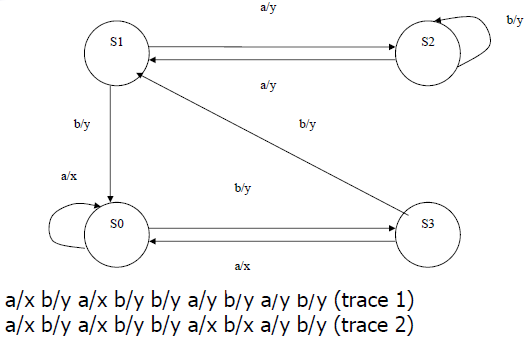 a/y
S1
S2
b/y
a/y
b/y
b/y
a/x
b/y
S0
S3
a/x
a/x b/y a/x b/y b/y a/y b/y a/y b/y (trace 1)
a/x b/y a/x b/y b/y a/x b/x a/y b/y (trace 2)